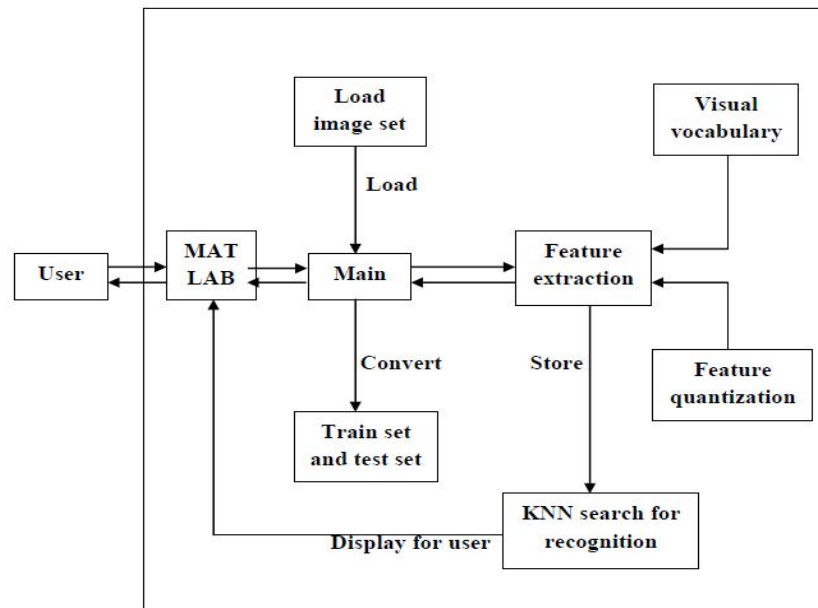 Load
image set
Visual
vocabulary
Load
User
MAT
LAB
Main
Feature
extraction
Convert
Store
Feature
quantization
Train set
and test set
KNN search for
recognition
Display for user